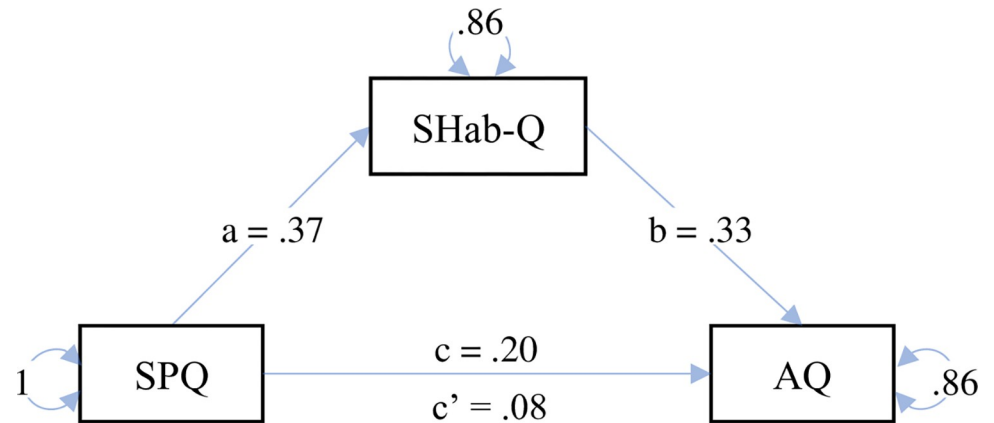 .86
SHab-Q
a = .37
b = .33
c = .20
1
SPQ
AQ
.86
c’ = .08